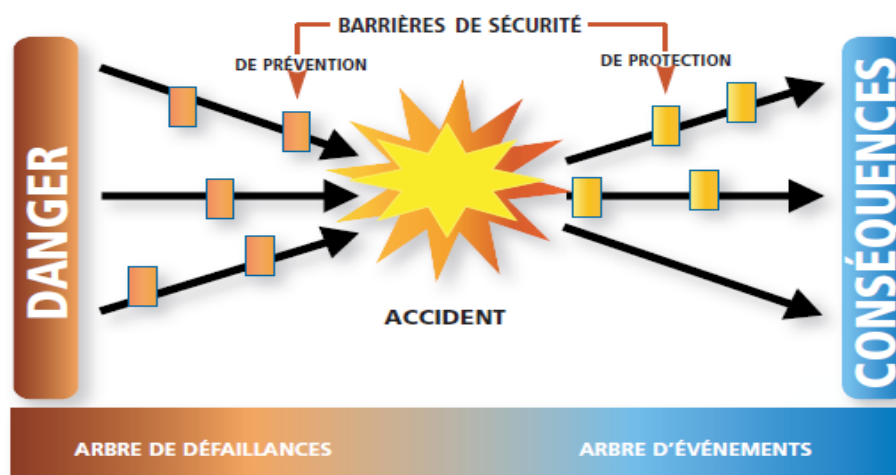 BARRIÈRES DE SÉCURITÉ
DE PRÉVENTION
DE PROTECTION
DANGER
ACCIDENT
CONSÉQUENCES
ARBRE DE DÉFAILLANCES
ARBRE D'ÉVÉNEMENTS